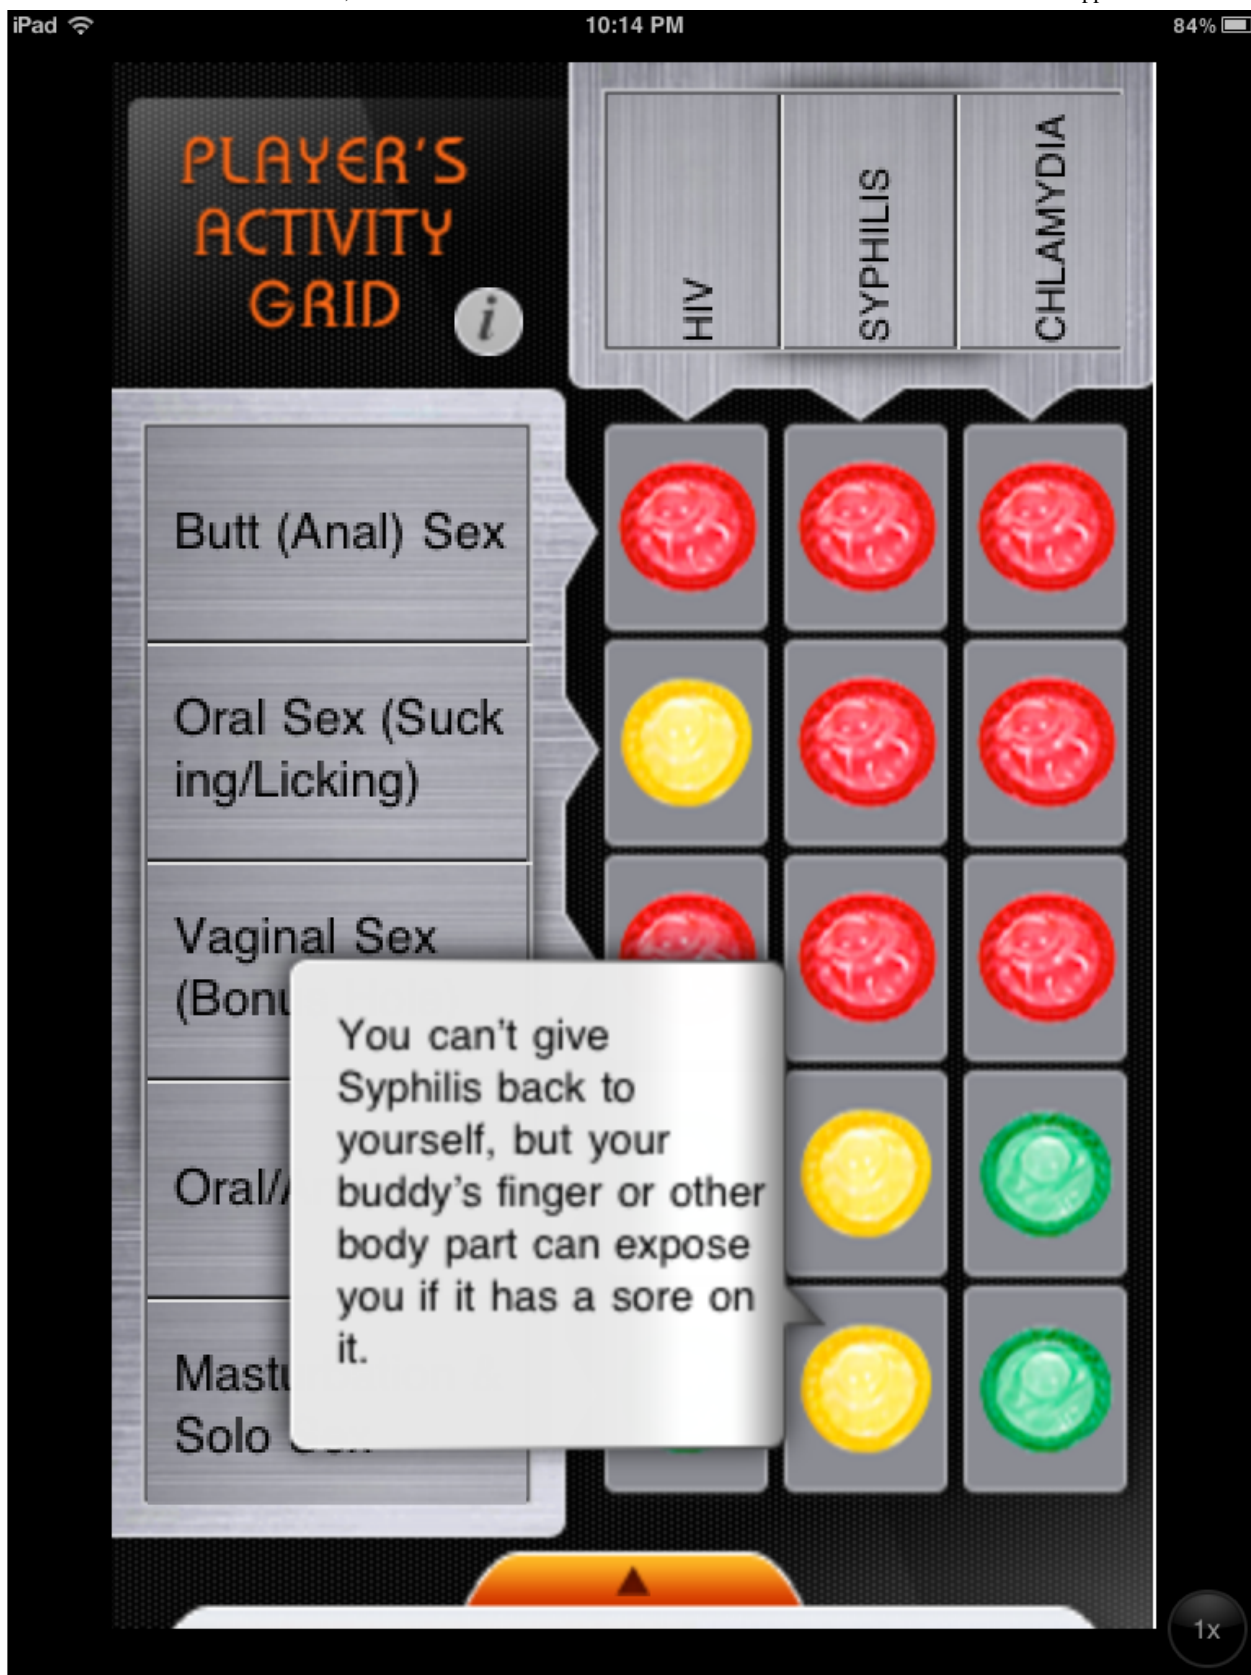 iPad
10:14 PM
84%
PLAYER'S
ACTIVITY
GRID
i
HIV
SYPHILIS
CHLAMYDIA
Butt (Anal) Sex
Oral Sex (Suck
ing/Licking)
Vaginal Sex
You can't give
Syphilis back to
yourself, but your
buddy's finger or other
body part can expose
you if it has a sore on
it.
Solo
1x